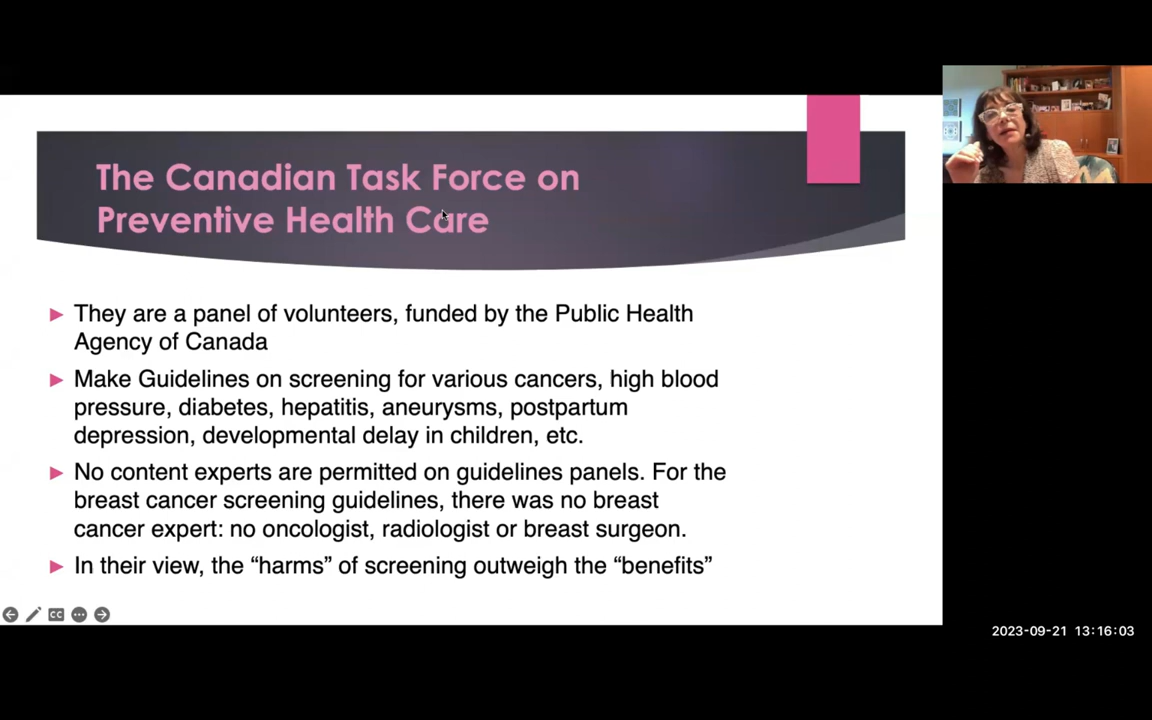 The Canadian Task Force on
Preventive Health Care
They are a panel of volunteers, funded by the Public Health
Agency of Canada
Make Guidelines on screening for various cancers, high blood
pressure, diabetes, hepatitis, aneurysms, postpartum
depression, developmental delay in children, etc.
No content experts are permitted on guidelines panels. For the
breast cancer screening guidelines, there was no breast
cancer expert: no oncologist, radiologist or breast surgeon.
In their view, the “harms” of screening outweigh the “benefits”
CC
2023-09-21 13:16:03